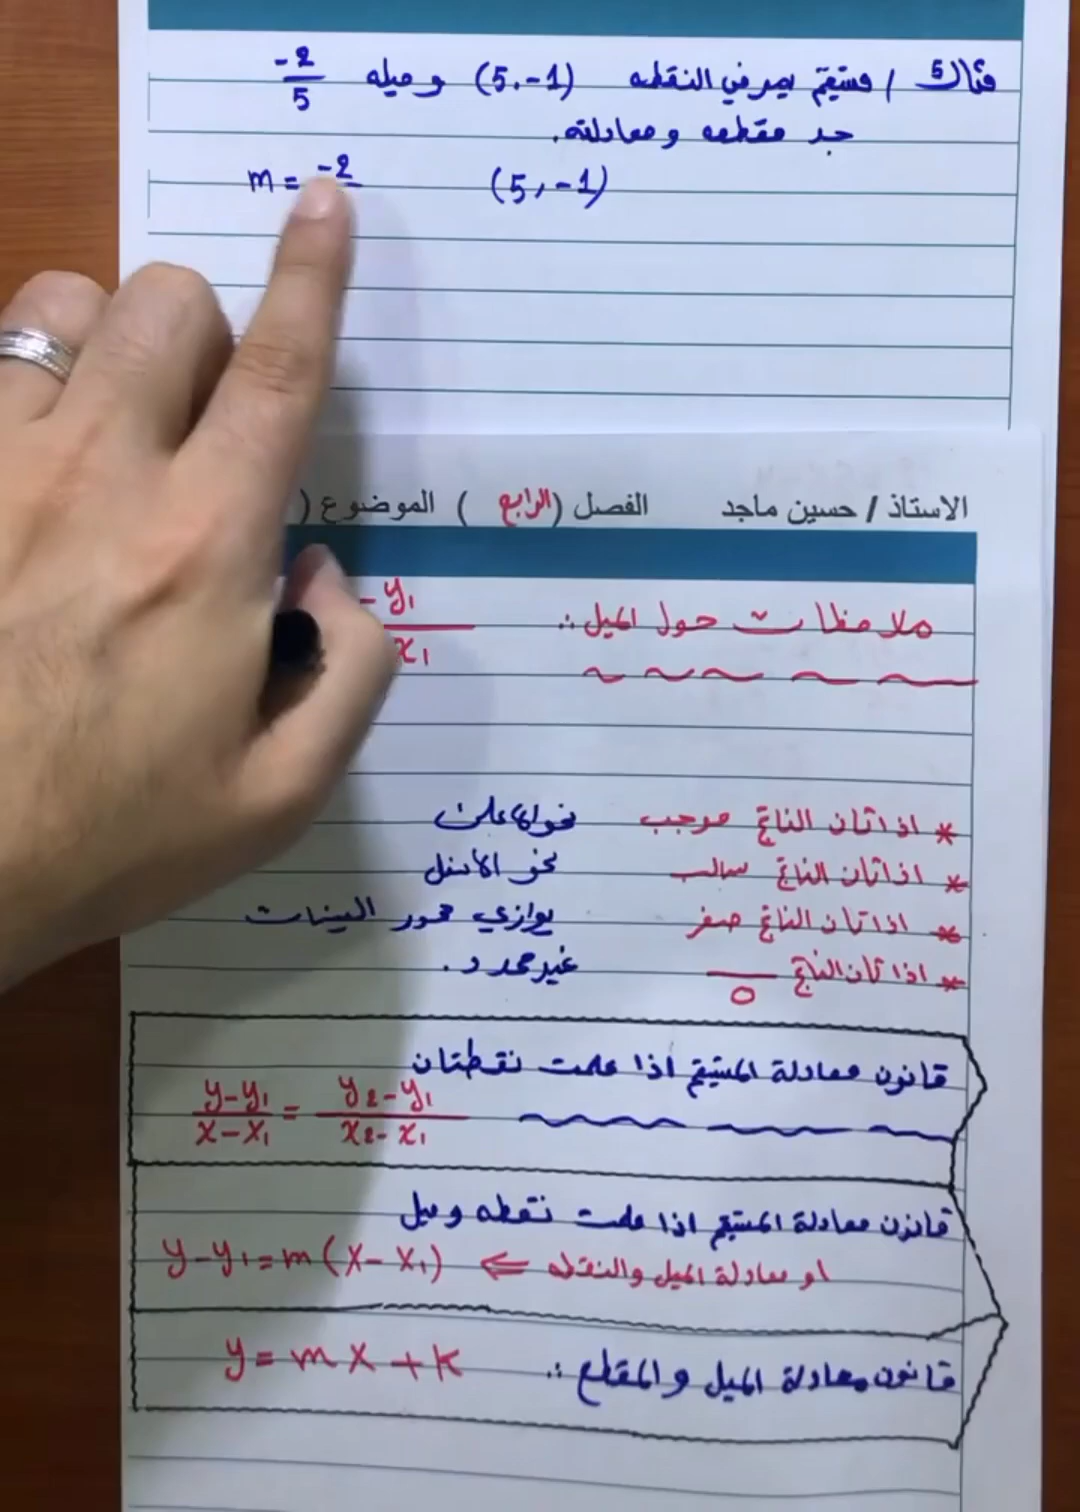 مثال 5 / مستقيم يمر في النقطه (5.-1) وميله -2/5
جد مقطعه ومعادلته.
m = -2 (5,-1)
الاستاذ / حسين ماجد الفصل (الرابع) الموضوع (
ملاحظات حول الميل :. - y₁ / x₁
* اذا كان الناتج موجب نحو الاعلى
* اذا كان الناتج سالب نحو الاسفل
* اذا كان الناتج صفر يوازي محور السينات
* اذا كان الناتج —/0 غير محدد.
قانون معادلة المستقيم اذا علمت نقطتان
y-y₁/x-x₁ = y₂-y₁/x₂-x₁
قانون معادلة المستقيم اذا علمت نقطه وميل
او معادلة الميل والنقطه ⇐ y-y₁=m(x-x₁)
قانون معادلة الميل والمقطع :. y = mx + k